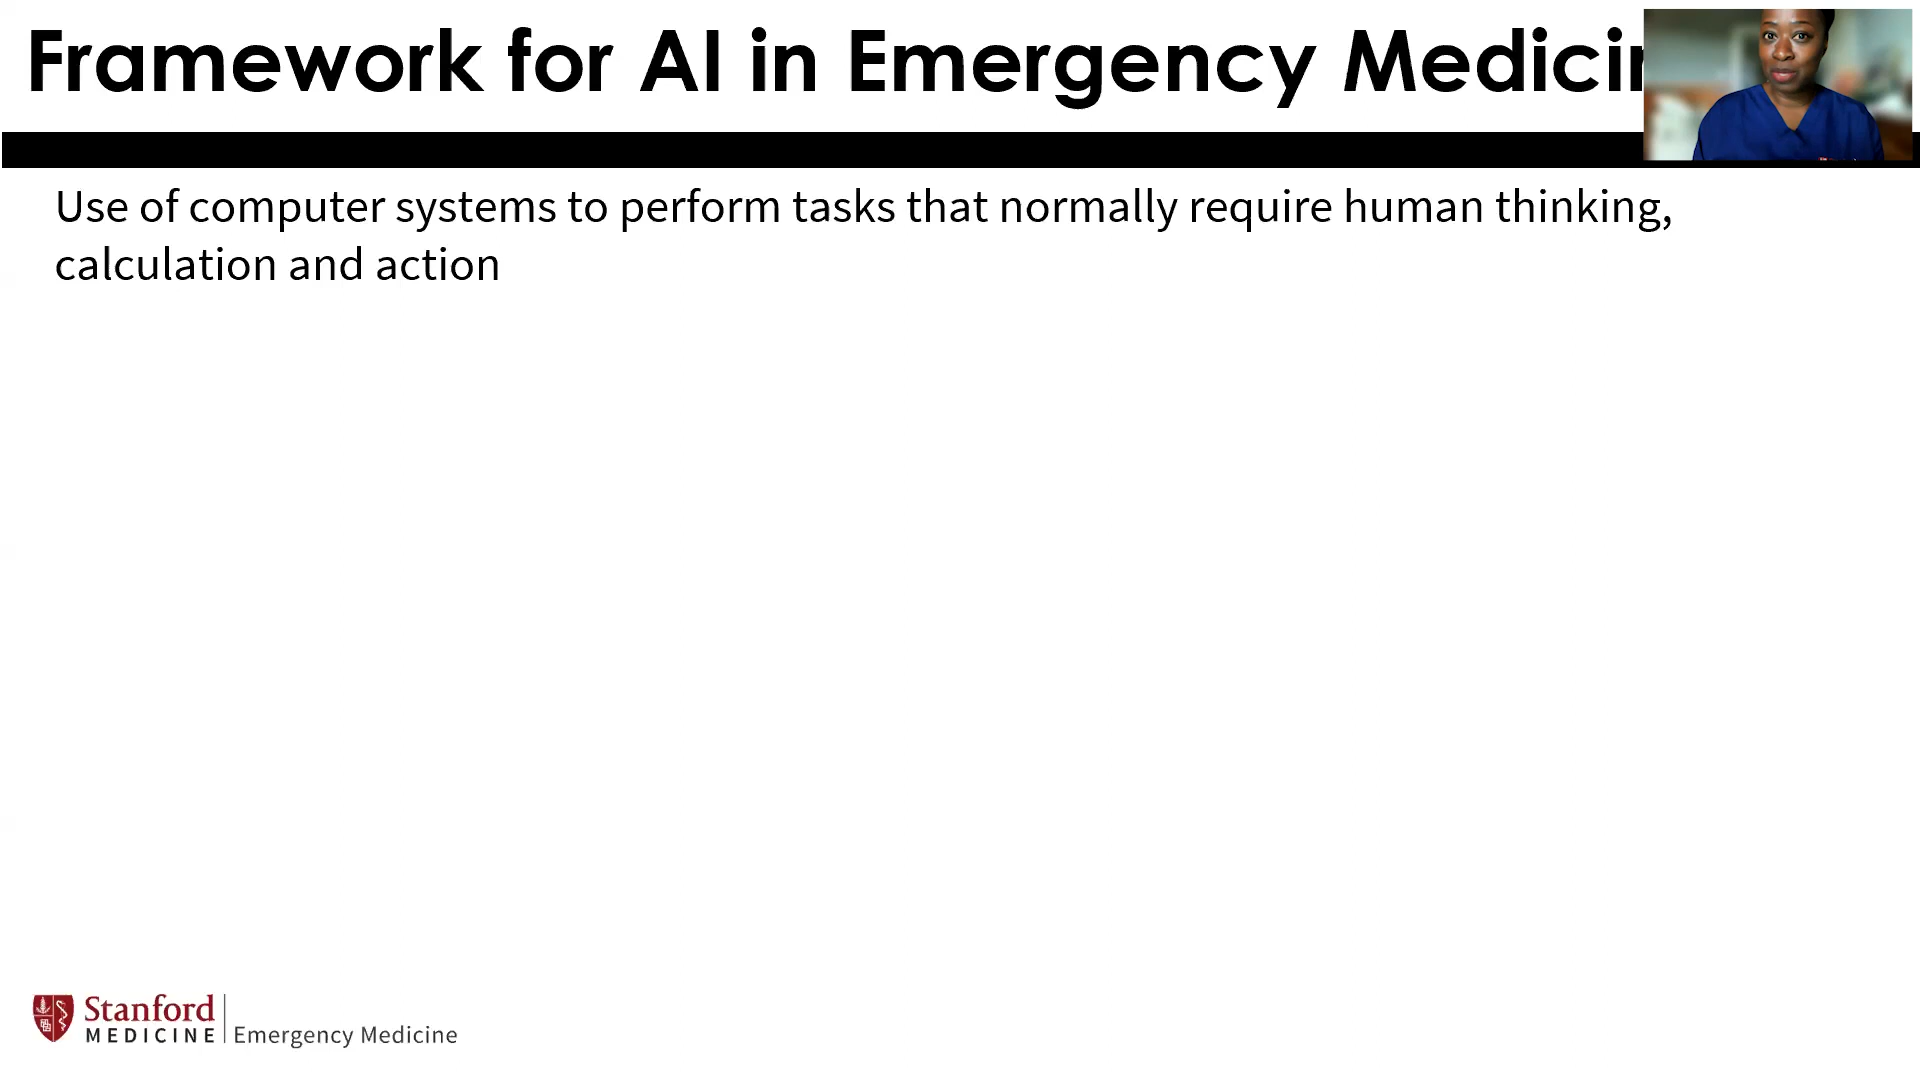 Framework for AI in Emergency Medicin
Use of computer systems to perform tasks that normally require human thinking,
calculation and action
Stanford
MEDICINE
Emergency Medicine